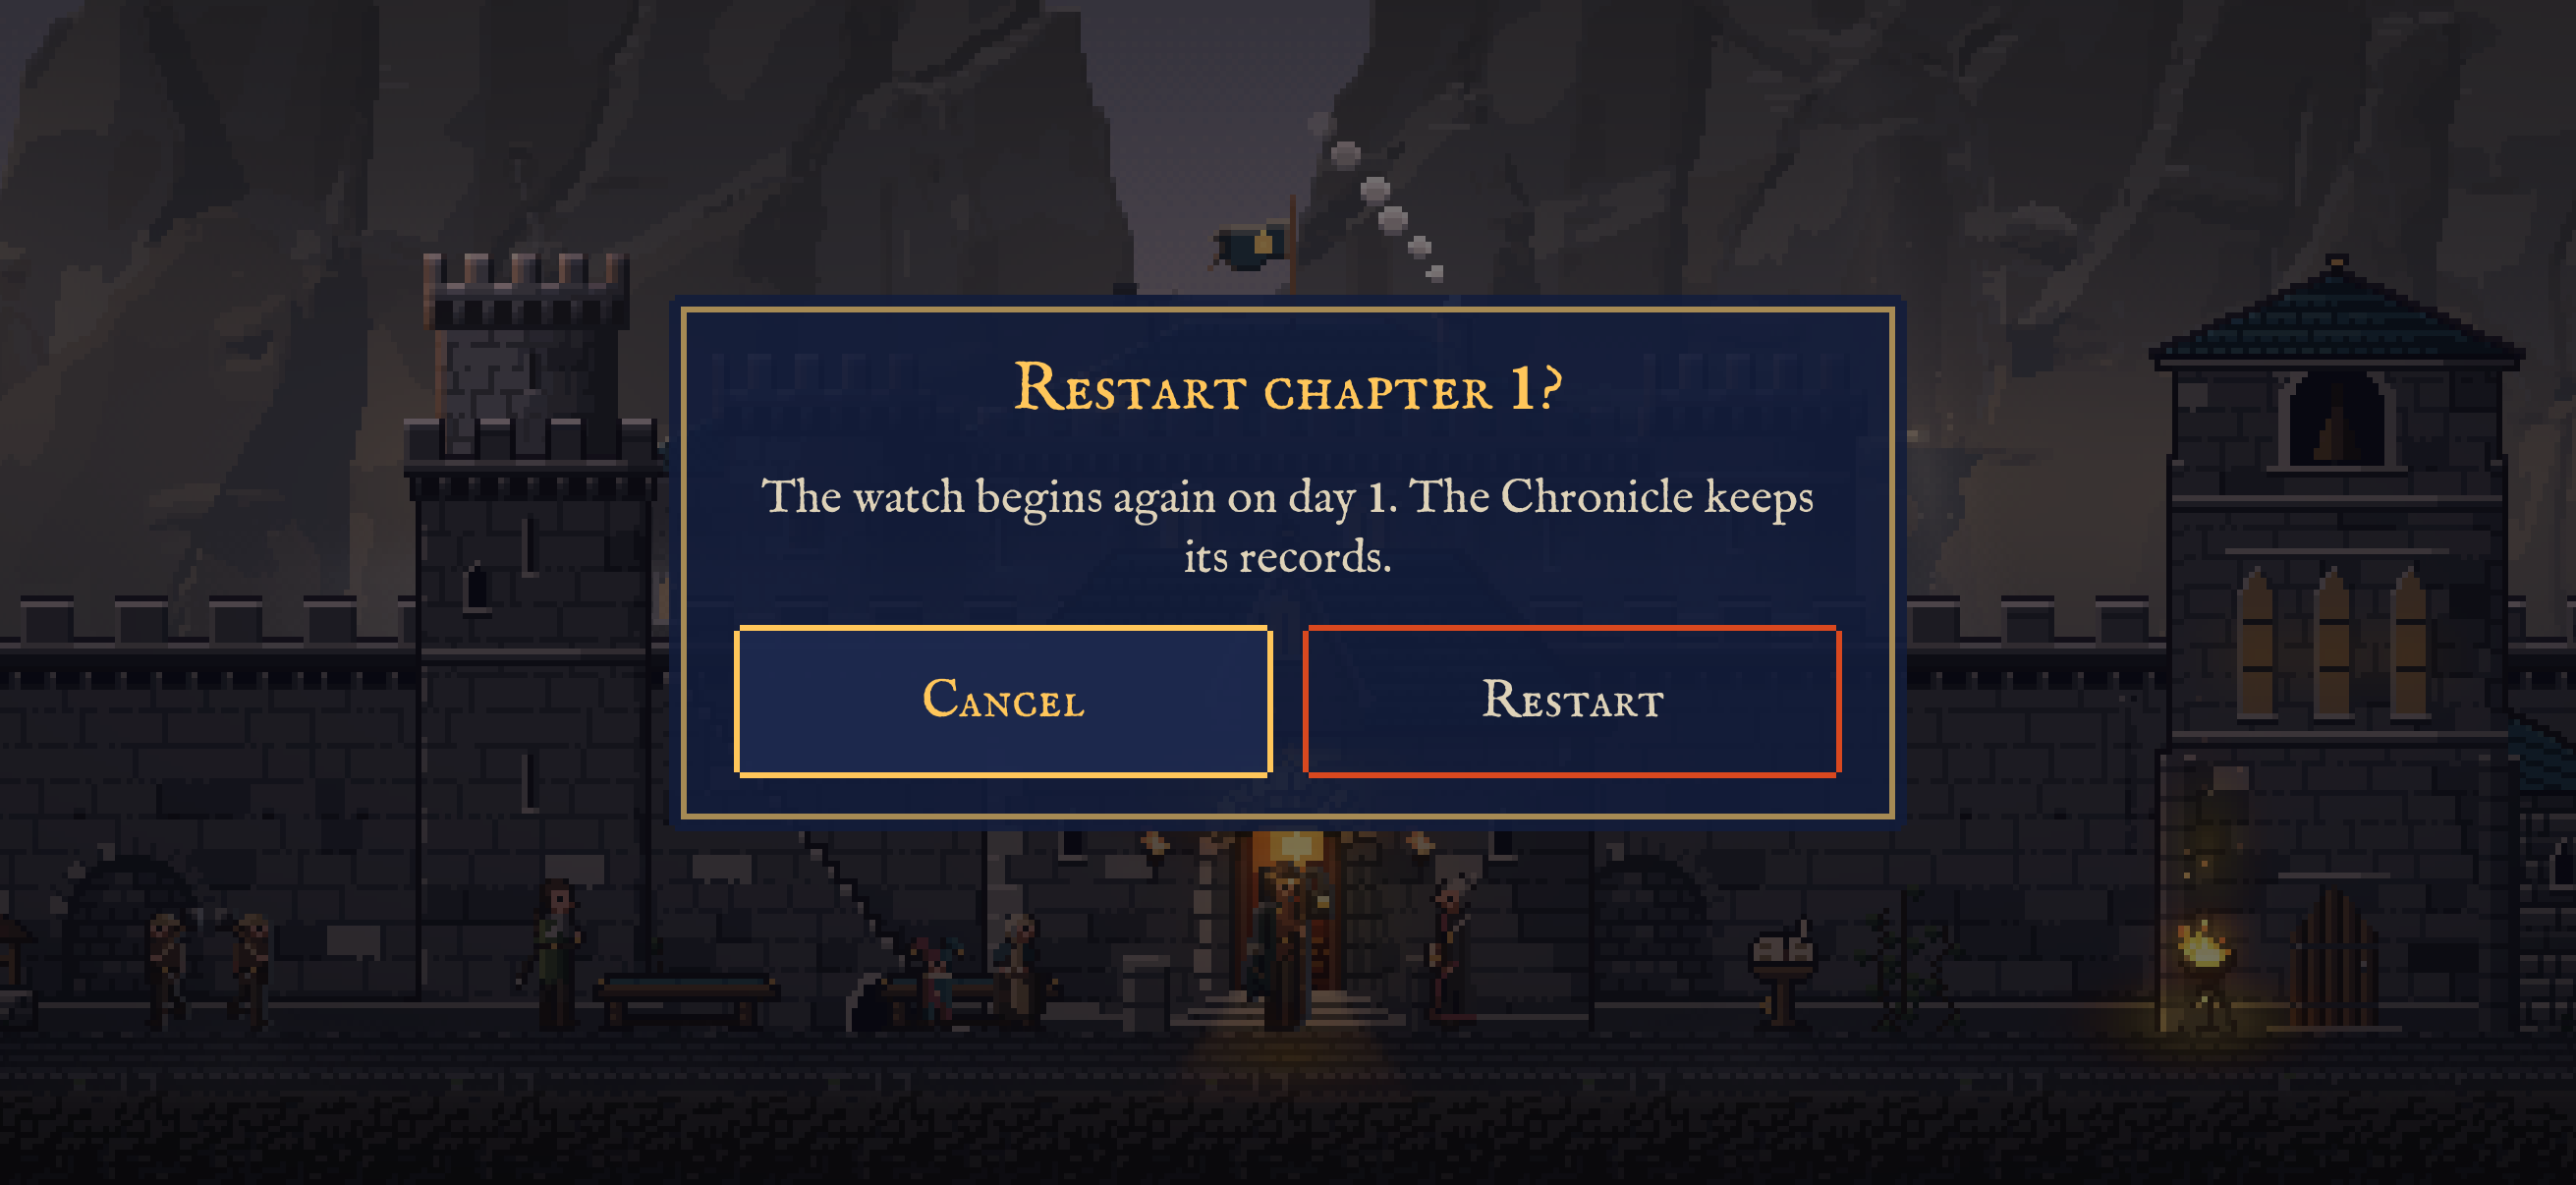 Restart chapter 1?
The watch begins again on day 1. The Chronicle keeps
its records.
Cancel
Restart